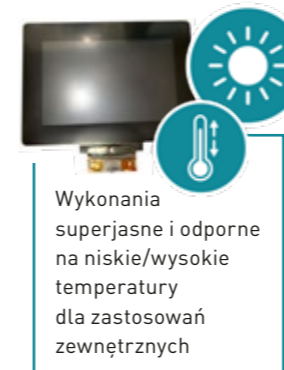 Wykonania
superjasne i odporne
na niskie/wysokie
temperatury
dla zastosowań
zewnętrznych